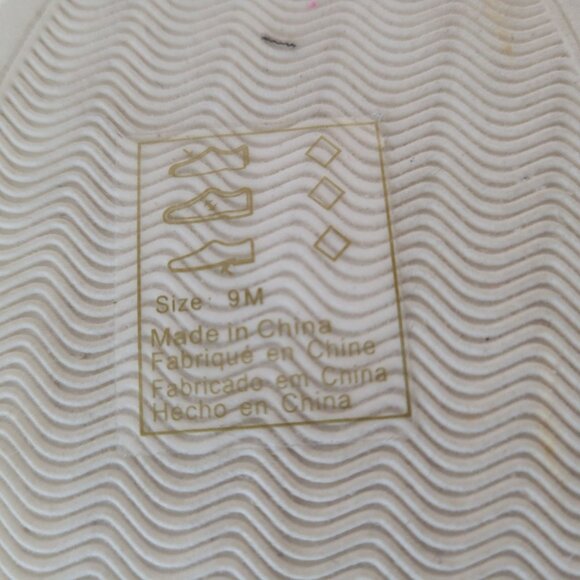 Size: 9M
Made in China
Fabriqué en Chine
Fabricado em China
Hecho en China